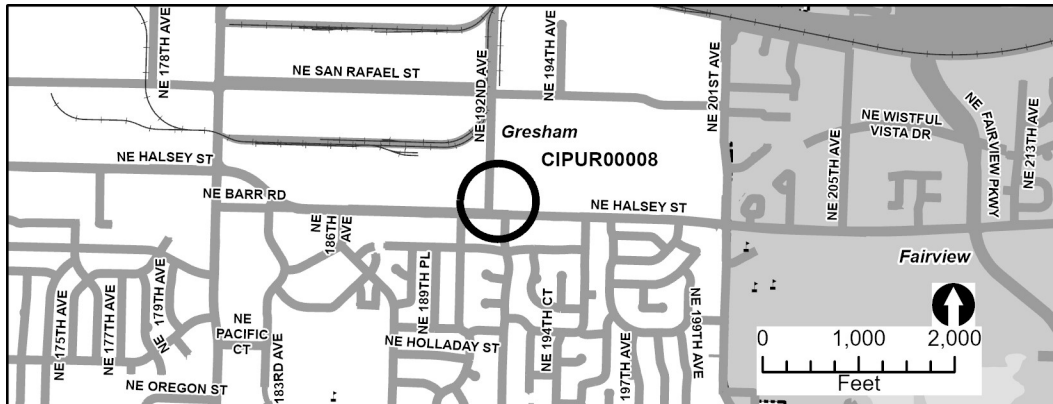 NE 178TH AVE
NE SAN RAFAEL ST
NE 192ND AVE
NE 194TH AVE
NE 201ST AVE
NE WISTFUL
VISTA DR
NE FAIRVIEW PKWY
NE 213TH AVE
NE 205TH AVE
Gresham
CIPUR00008
NE HALSEY ST
NE BARR RD
NE
186TH
AVE
NE HALSEY ST
Fairview
NE 175TH AVE
NE 177TH AVE
NE 179TH AVE
NE
PACIFIC
CT
183RD AVE
NE 189TH PL
NE HOLLADAY ST
NE 194TH CT
197TH AVE
NE 199TH AVE
NE OREGON ST
0 1,000 2,000
Feet